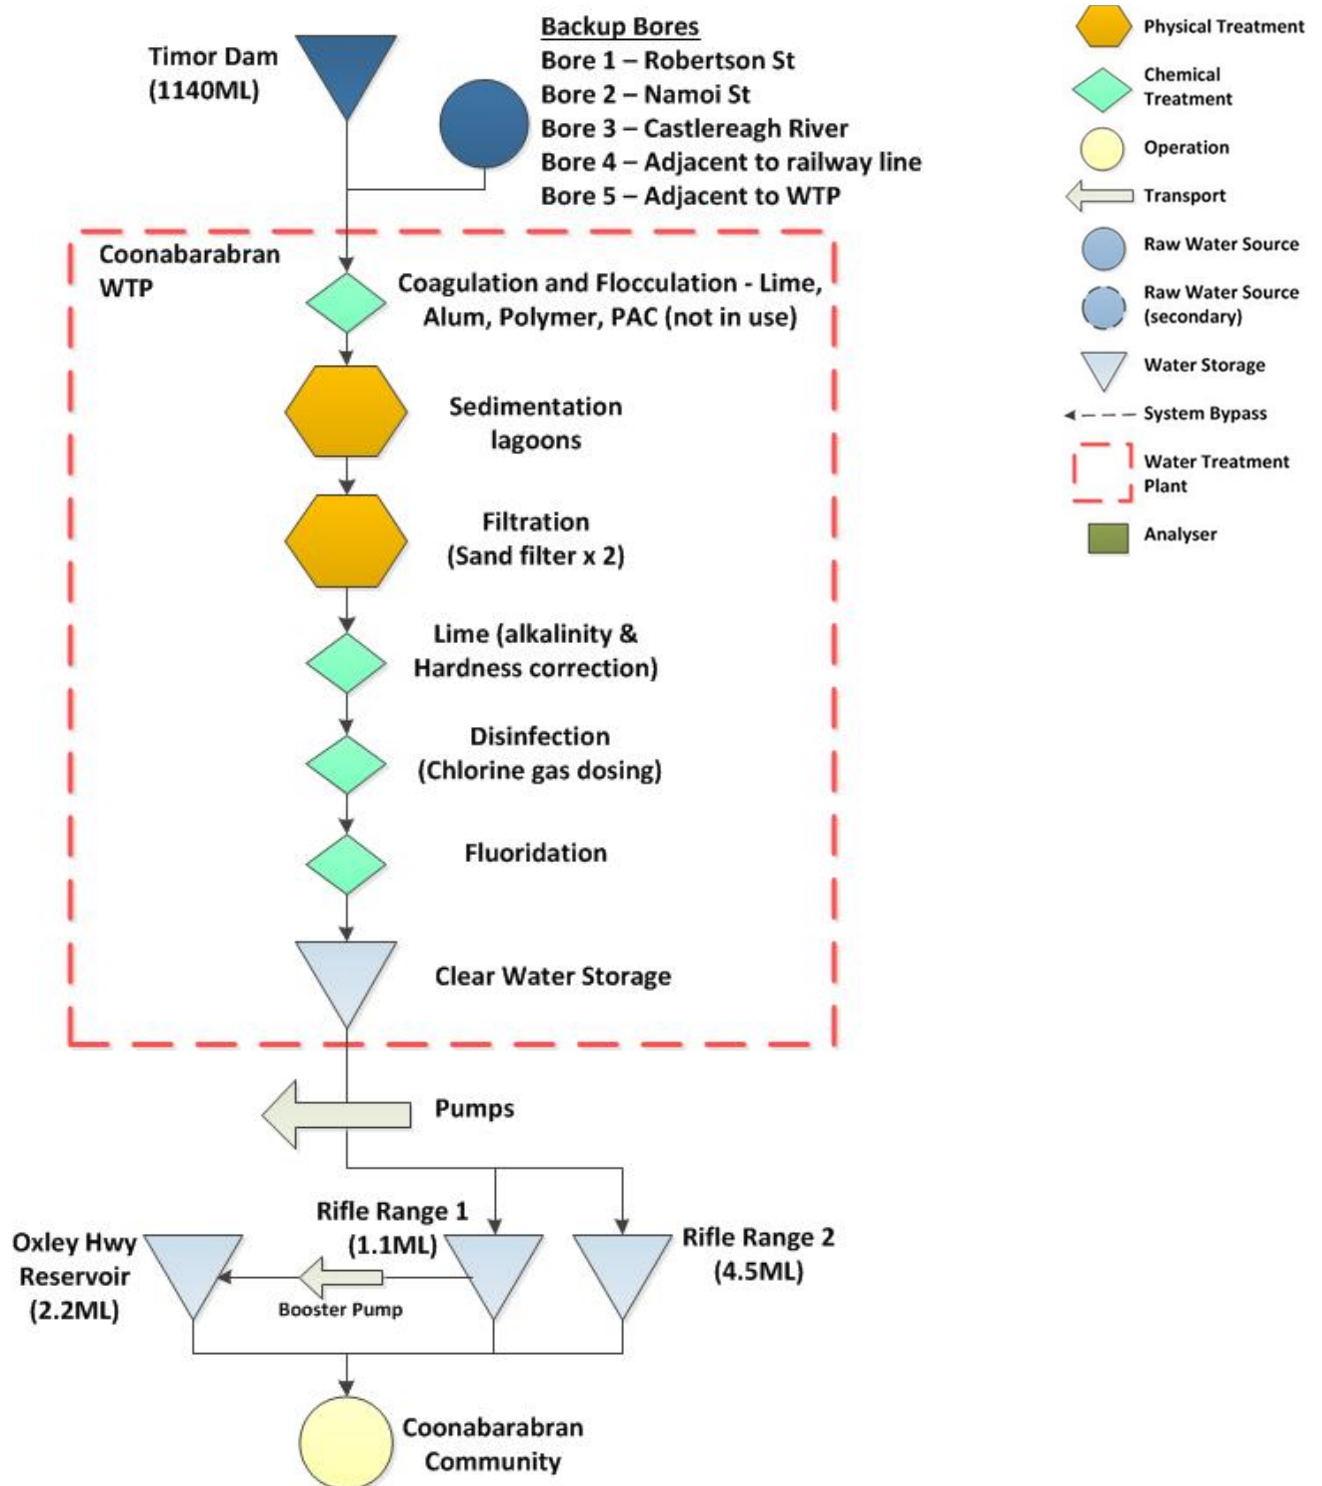 Timor Dam
(1140ML)
Backup Bores
Bore 1 – Robertson St
Bore 2 – Namoi St
Bore 3 – Castlereagh River
Bore 4 – Adjacent to railway line
Bore 5 – Adjacent to WTP
Coonabarabran
WTP
Coagulation and Flocculation - Lime,
Alum, Polymer, PAC (not in use)
Sedimentation
lagoons
Filtration
(Sand filter x 2)
Lime (alkalinity &
Hardness correction)
Disinfection
(Chlorine gas dosing)
Fluoridation
Clear Water Storage
Pumps
Oxley Hwy
Reservoir
(2.2ML)
Booster Pump
Rifle Range 1
(1.1ML)
Rifle Range 2
(4.5ML)
Coonabarabran
Community
Physical Treatment
Chemical
Treatment
Operation
Transport
Raw Water Source
Raw Water Source
(secondary)
Water Storage
System Bypass
Water Treatment
Plant
Analyser